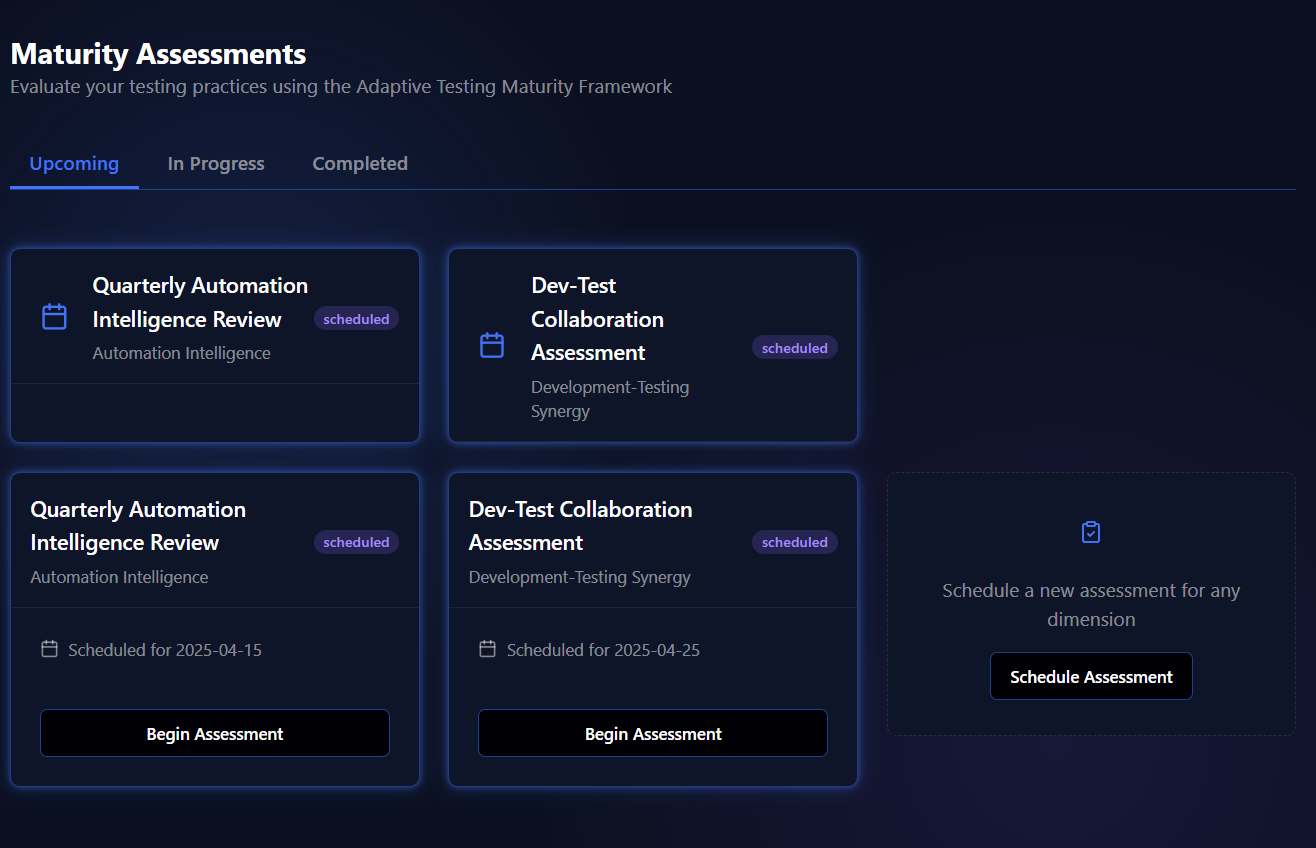 Maturity Assessments
Evaluate your testing practices using the Adaptive Testing Maturity Framework
Upcoming
In Progress
Completed
Quarterly Automation
Intelligence Review
scheduled
Automation Intelligence
Dev-Test
Collaboration
Assessment
scheduled
Development-Testing
Synergy
Quarterly Automation
Intelligence Review
scheduled
Automation Intelligence
Scheduled for 2025-04-15
Begin Assessment
Dev-Test Collaboration
Assessment
scheduled
Development-Testing Synergy
Scheduled for 2025-04-25
Begin Assessment
Schedule a new assessment for any
dimension
Schedule Assessment